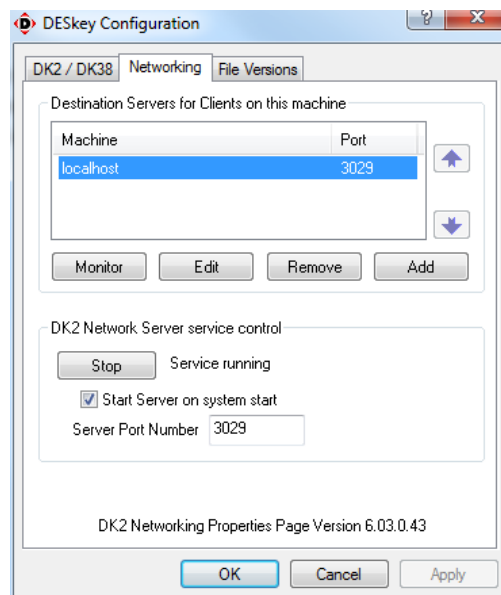 DESkey Configuration
DK2 / DK38 Networking File Versions
Destination Servers for Clients on this machine
Machine Port
localhost 3029
Monitor Edit Remove Add
DK2 Network Server service control
Stop Service running
Start Server on system start
Server Port Number 3029
DK2 Networking Properties Page Version 6.03.0.43
OK Cancel Apply